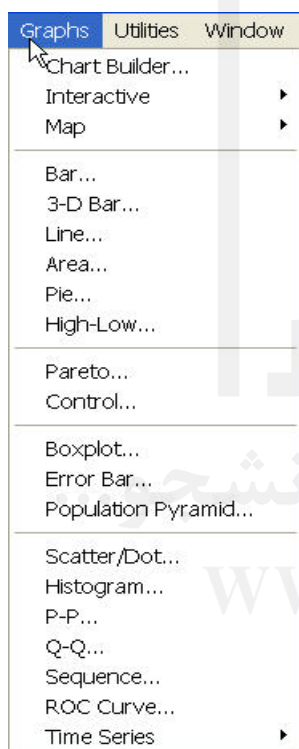 Graphs Utilities Window
Chart Builder...
Interactive
Map
Bar...
3-D Bar...
Line...
Area...
Pie...
High-Low...
Pareto...
Control...
Boxplot...
Error Bar...
Population Pyramid...
Scatter/Dot...
Histogram...
P-P...
Q-Q...
Sequence...
ROC Curve...
Time Series